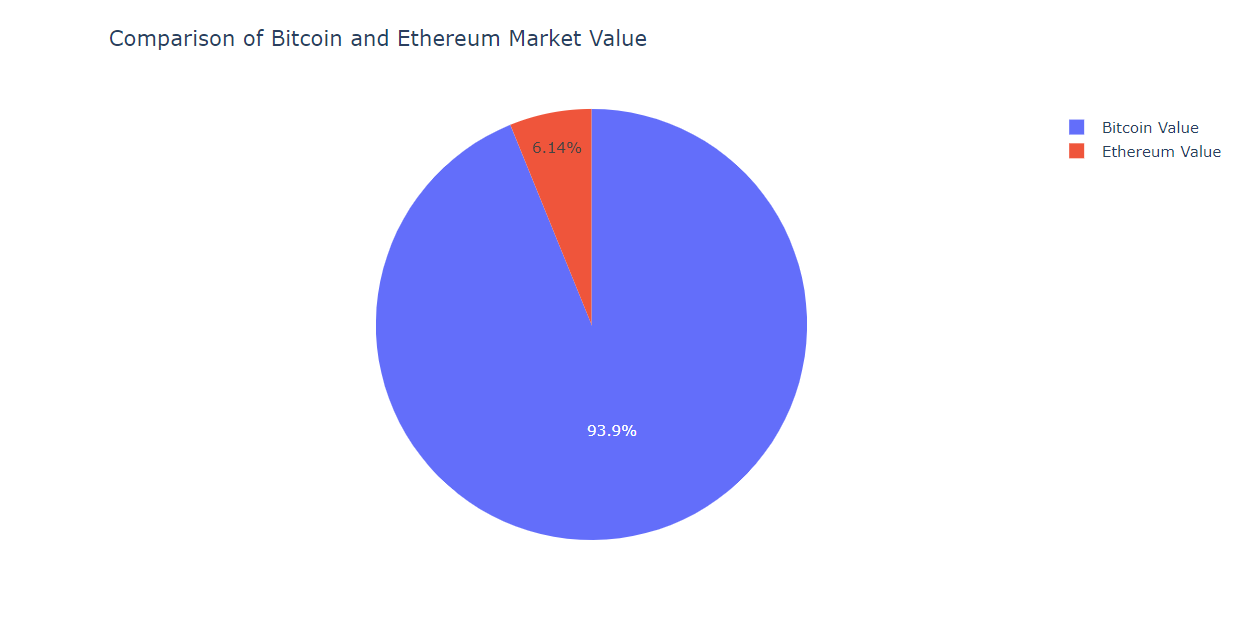 Comparison of Bitcoin and Ethereum Market Value
Bitcoin Value
Ethereum Value
6.14%
93.9%